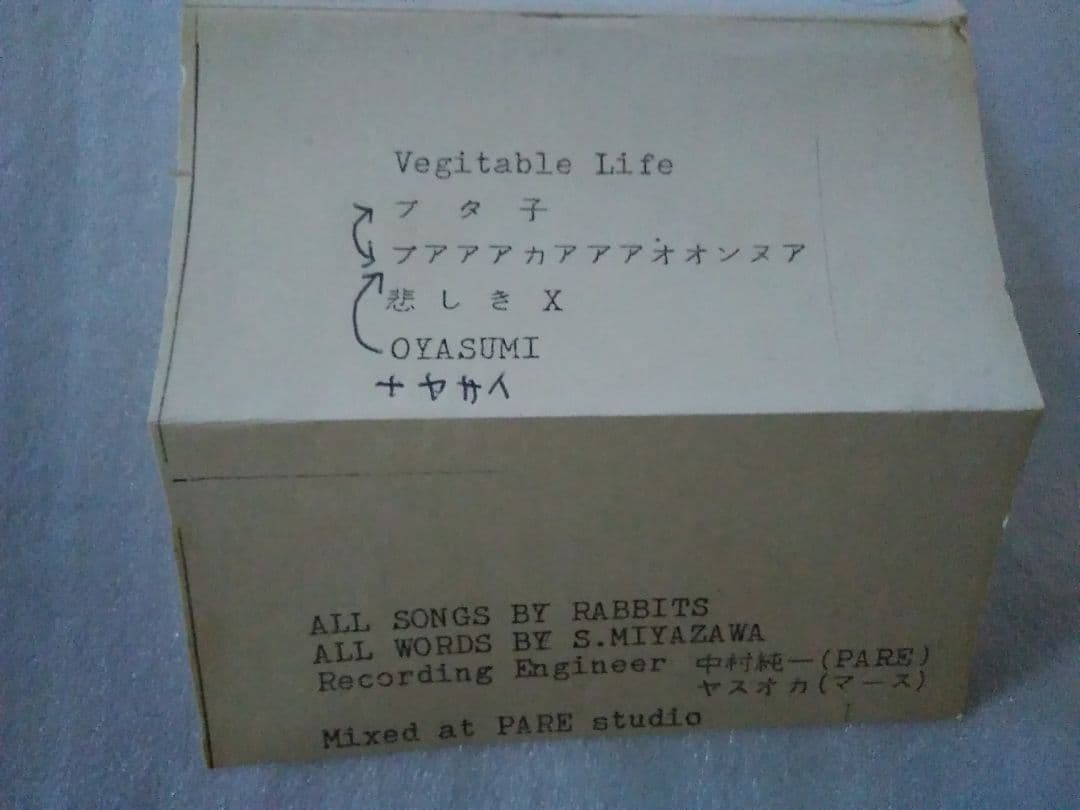 Vegitable Life
ブタ子
プアアアカアアアオオンヌア
悲しきX
OYASUMI
ナヤサイ
ALL SONGS BY RABBITS
ALL WORDS BY S.MIYAZAWA
Recording Engineer 中村純一(PARE)
ヤスオカ(マース)
Mixed at PARE studio